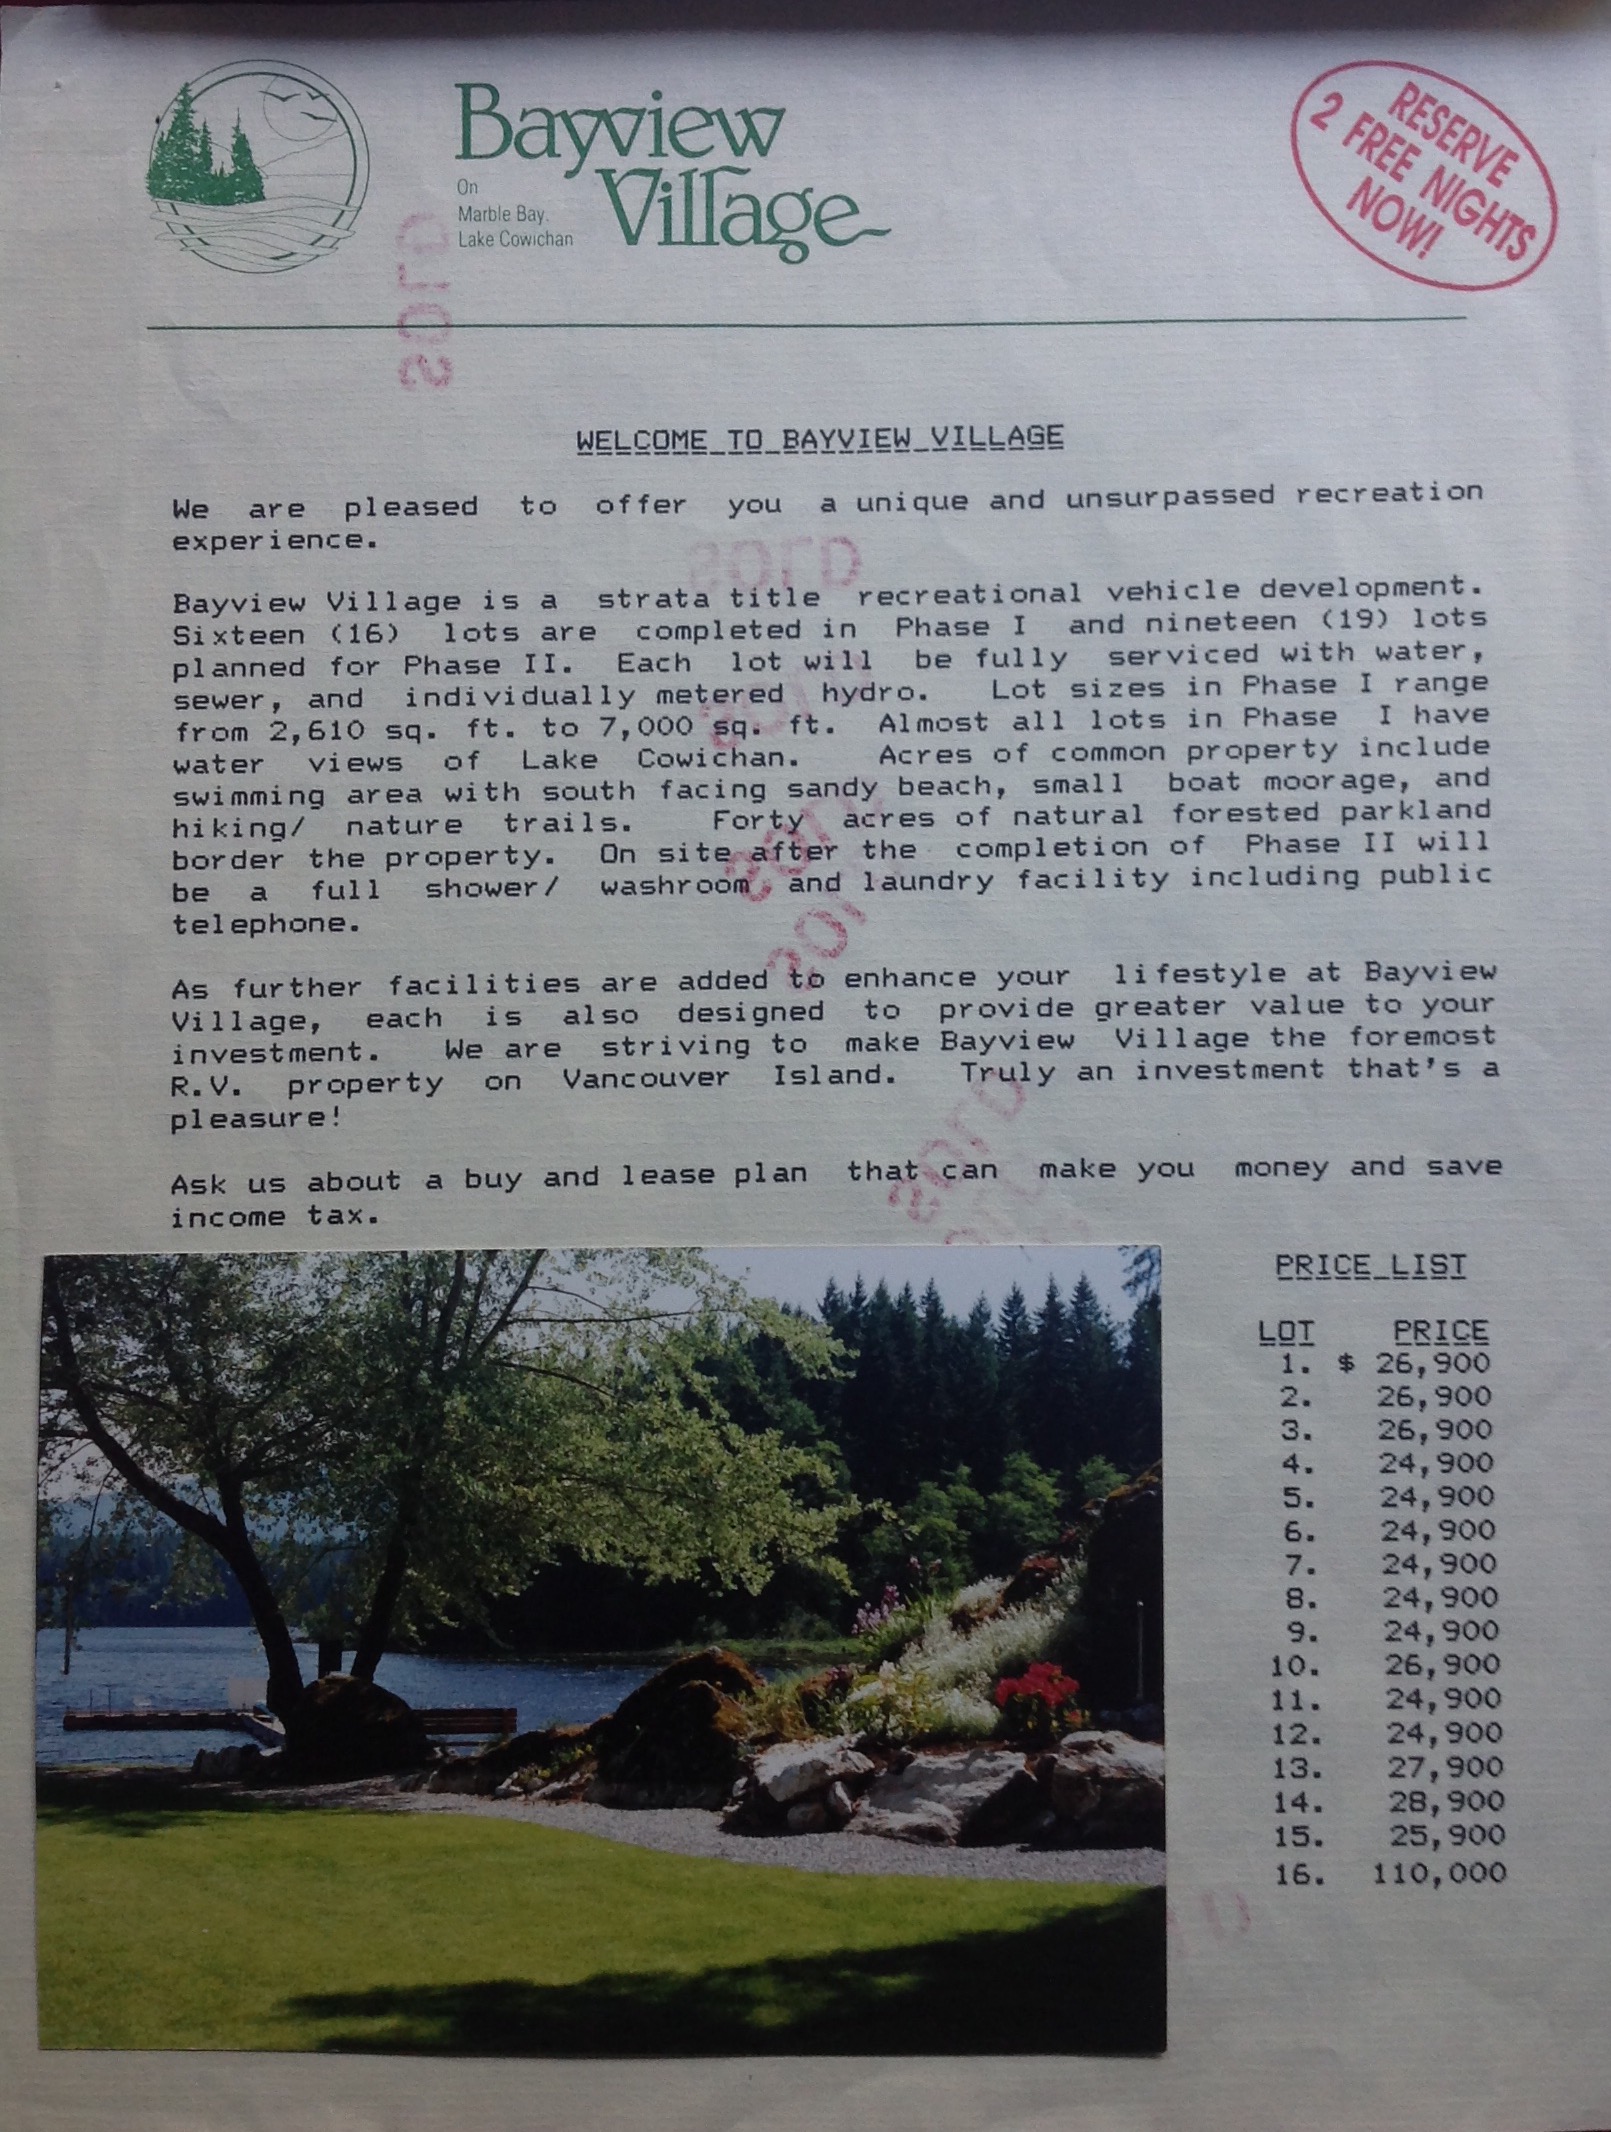 Bayview
Village
On
Marble Bay.
Lake Cowichan
RESERVE
2 FREE NIGHTS
NOW!
SOLD
WELCOME TO BAYVIEW VILLAGE
We are pleased to offer you a unique and unsurpassed recreation
experience.
SOLD
Bayview Village is a strata title recreational vehicle development.
Sixteen (16) lots are completed in Phase I and nineteen (19) lots
planned for Phase II. Each lot will be fully serviced with water,
sewer, and individually metered hydro. Lot sizes in Phase I range
from 2,610 sq. ft. to 7,000 sq. ft. Almost all lots in Phase I have
water views of Lake Cowichan. Acres of common property include
swimming area with south facing sandy beach, small boat moorage, and
hiking/ nature trails. Forty acres of natural forested parkland
border the property. On site after the completion of Phase II will
be a full shower/ washroom and laundry facility including public
telephone.
As further facilities are added to enhance your lifestyle at Bayview
Village, each is also designed to provide greater value to your
investment. We are striving to make Bayview Village the foremost
R.V. property on Vancouver Island. Truly an investment that's a
pleasure!
SOLD
Ask us about a buy and lease plan that can make you money and save
income tax.
PRICE LIST
LOT PRICE
1. $ 26,900
2. 26,900
3. 26,900
4. 24,900
5. 24,900
6. 24,900
7. 24,900
8. 24,900
9. 24,900
10. 26,900
11. 24,900
12. 24,900
13. 27,900
14. 28,900
15. 25,900
16. 110,000